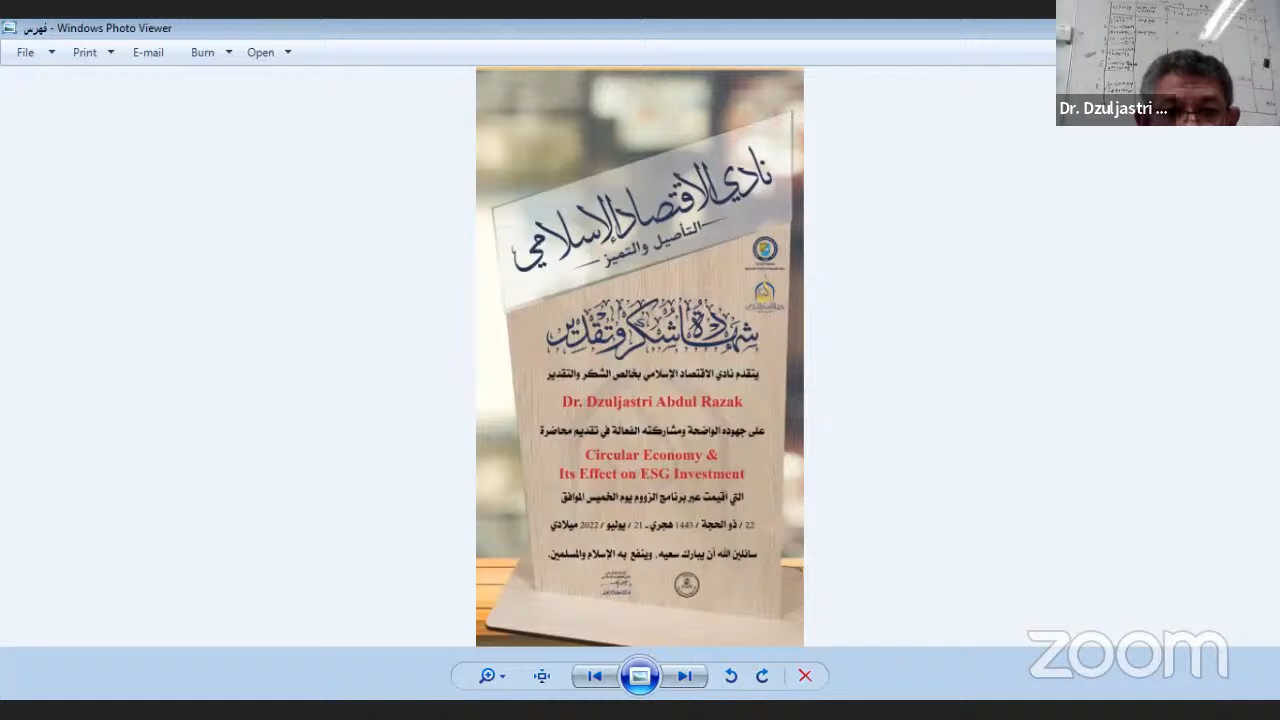 فهرس - Windows Photo Viewer
File Print E-mail Burn Open
Dr. Dzuljastri ...
نادي الاقتصاد الإسلامي
التأصيل والتميز
شهادة شكر وتقدير
يتقدم نادي الاقتصاد الإسلامي بخالص الشكر والتقدير
Dr. Dzuljastri Abdul Razak
على جهوده الواضحة ومشاركته الفعالة في تقديم محاضرة
Circular Economy &
Its Effect on ESG Investment
التي أقيمت عبر برنامج الزووم يوم الخميس الموافق
22 / ذو الحجة / 1443 هجري - 21 / يوليو / 2022 ميلادي
سائلين الله أن يبارك سعيه، وينفع به الإسلام والمسلمين.
zoom